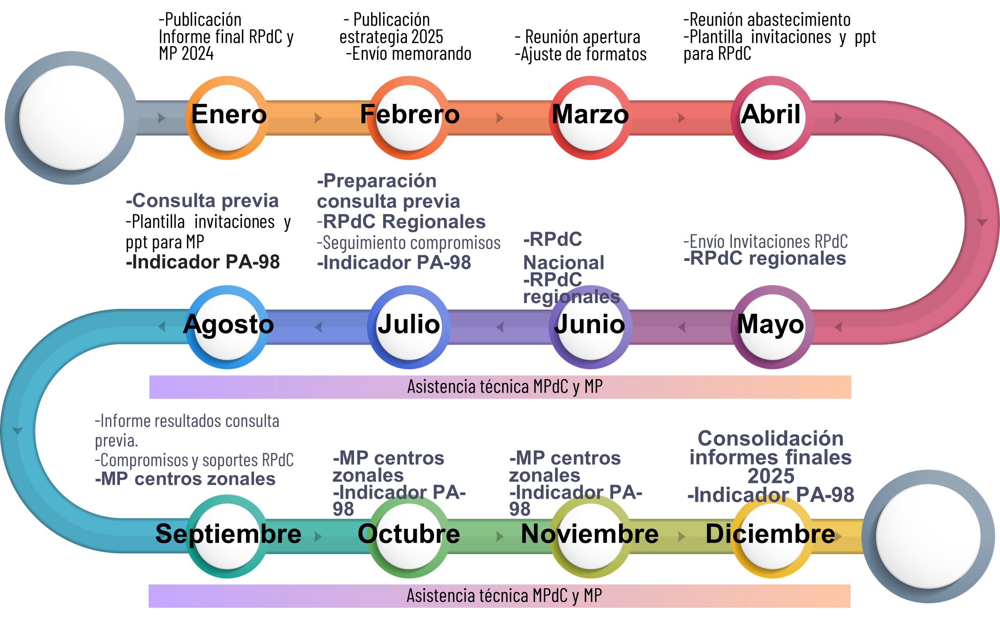 -Publicación
Informe final RPdC y
MP 2024
- Publicación
estrategia 2025
-Envío memorando
- Reunión apertura
-Ajuste de formatos
-Reunión abastecimiento
-Plantilla invitaciones y ppt
para RPdC
Enero
Febrero
Marzo
Abril
-Envío Invitaciones RPdC
-RPdC regionales
Mayo
-RPdC
Nacional
-RPdC
regionales
Junio
-Preparación
consulta previa
-RPdC Regionales
-Seguimiento compromisos
-Indicador PA-98
Julio
-Consulta previa
-Plantilla invitaciones y
ppt para MP
-Indicador PA-98
Agosto
Asistencia técnica MPdC y MP
-Informe resultados consulta
previa.
-Compromisos y soportes RPdC
-MP centros zonales
Septiembre
-MP centros
zonales
-Indicador PA-
98
Octubre
-MP centros
zonales
-Indicador PA-
98
Noviembre
Consolidación
informes finales
2025
-Indicador PA-98
Diciembre
Asistencia técnica MPdC y MP